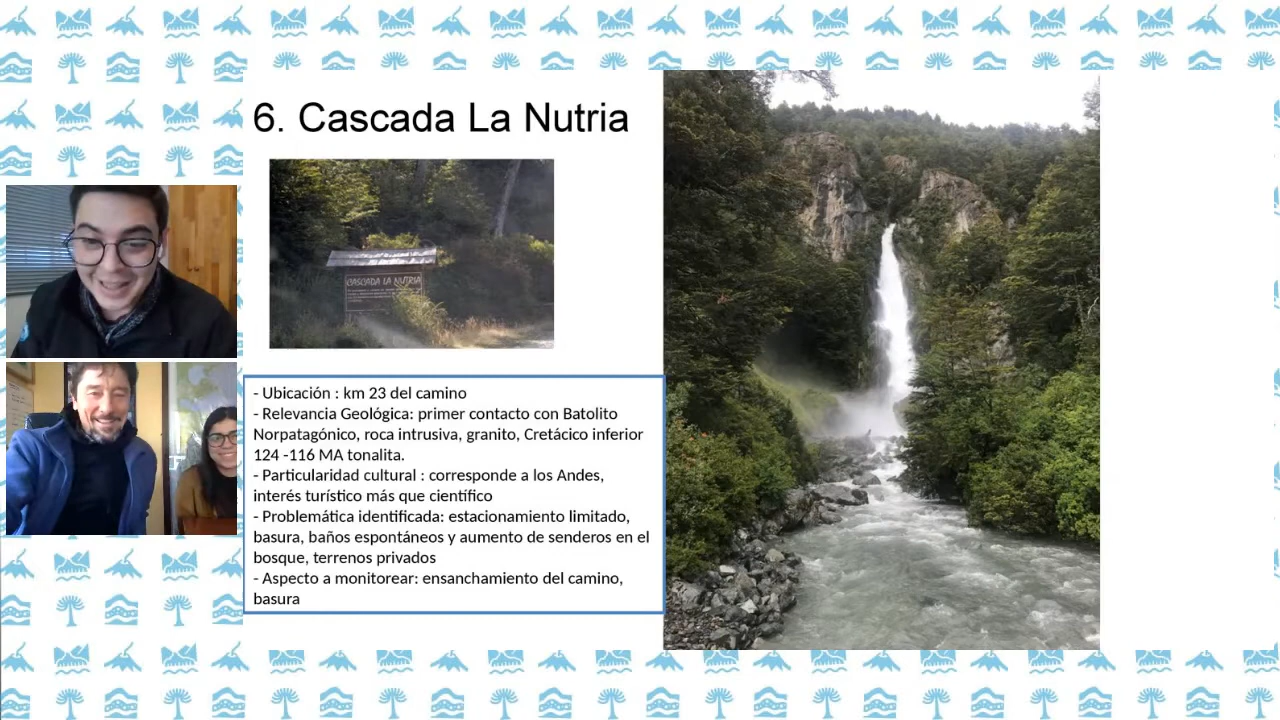 6. Cascada La Nutria
CASCADA LA NUTRIA
- Ubicación : km 23 del camino
- Relevancia Geológica: primer contacto con Batolito
Norpatagónico, roca intrusiva, granito, Cretácico inferior
124 -116 MA tonalita.
- Particularidad cultural : corresponde a los Andes,
interés turístico más que científico
- Problemática identificada: estacionamiento limitado,
basura, baños espontáneos y aumento de senderos en el
bosque, terrenos privados
- Aspecto a monitorear: ensanchamiento del camino,
basura